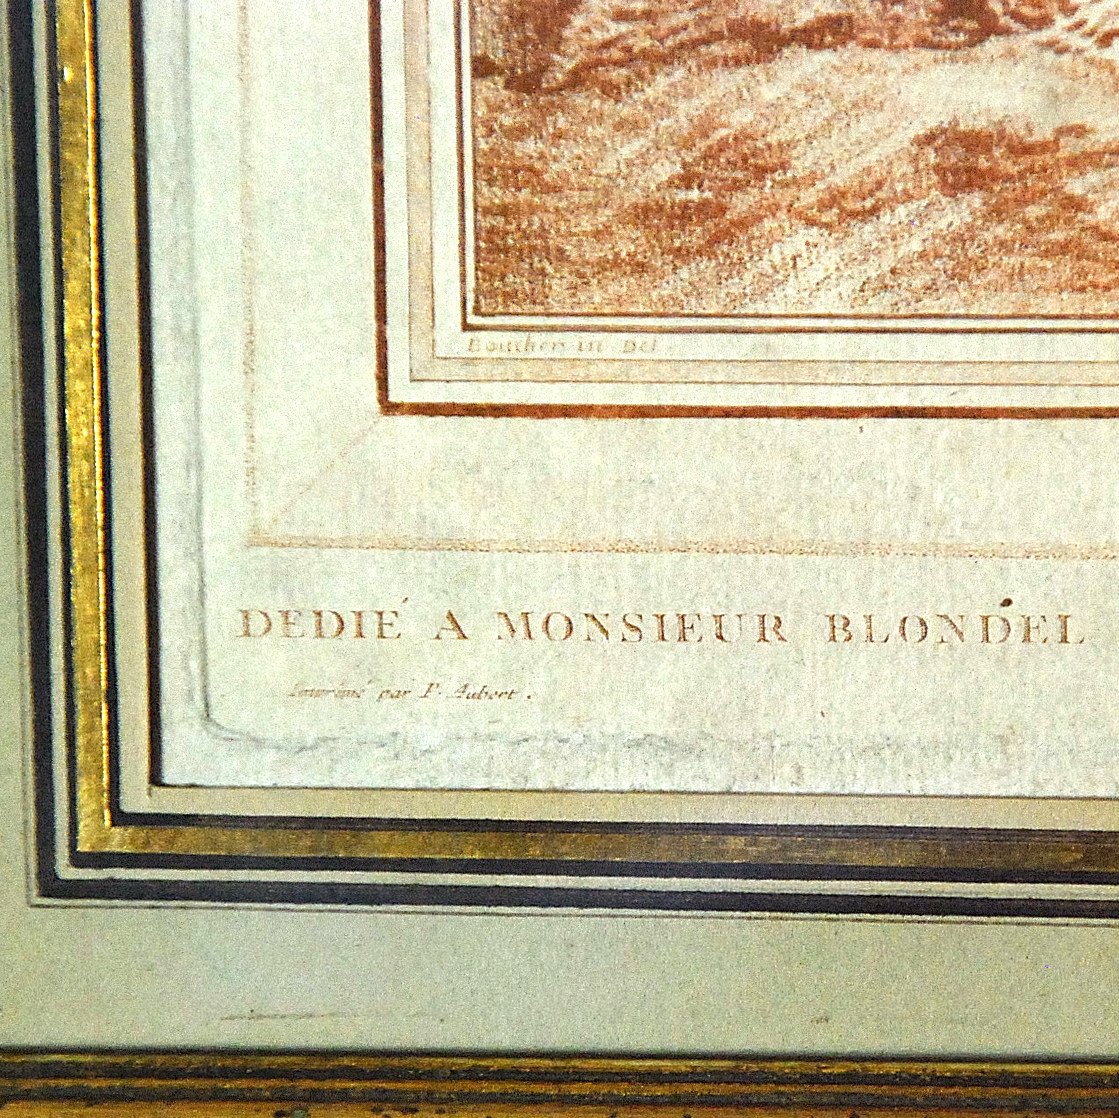 Boucher in Del
DEDIÉ A MONSIEUR BLONDEL
Imprimé par P. Aubert.